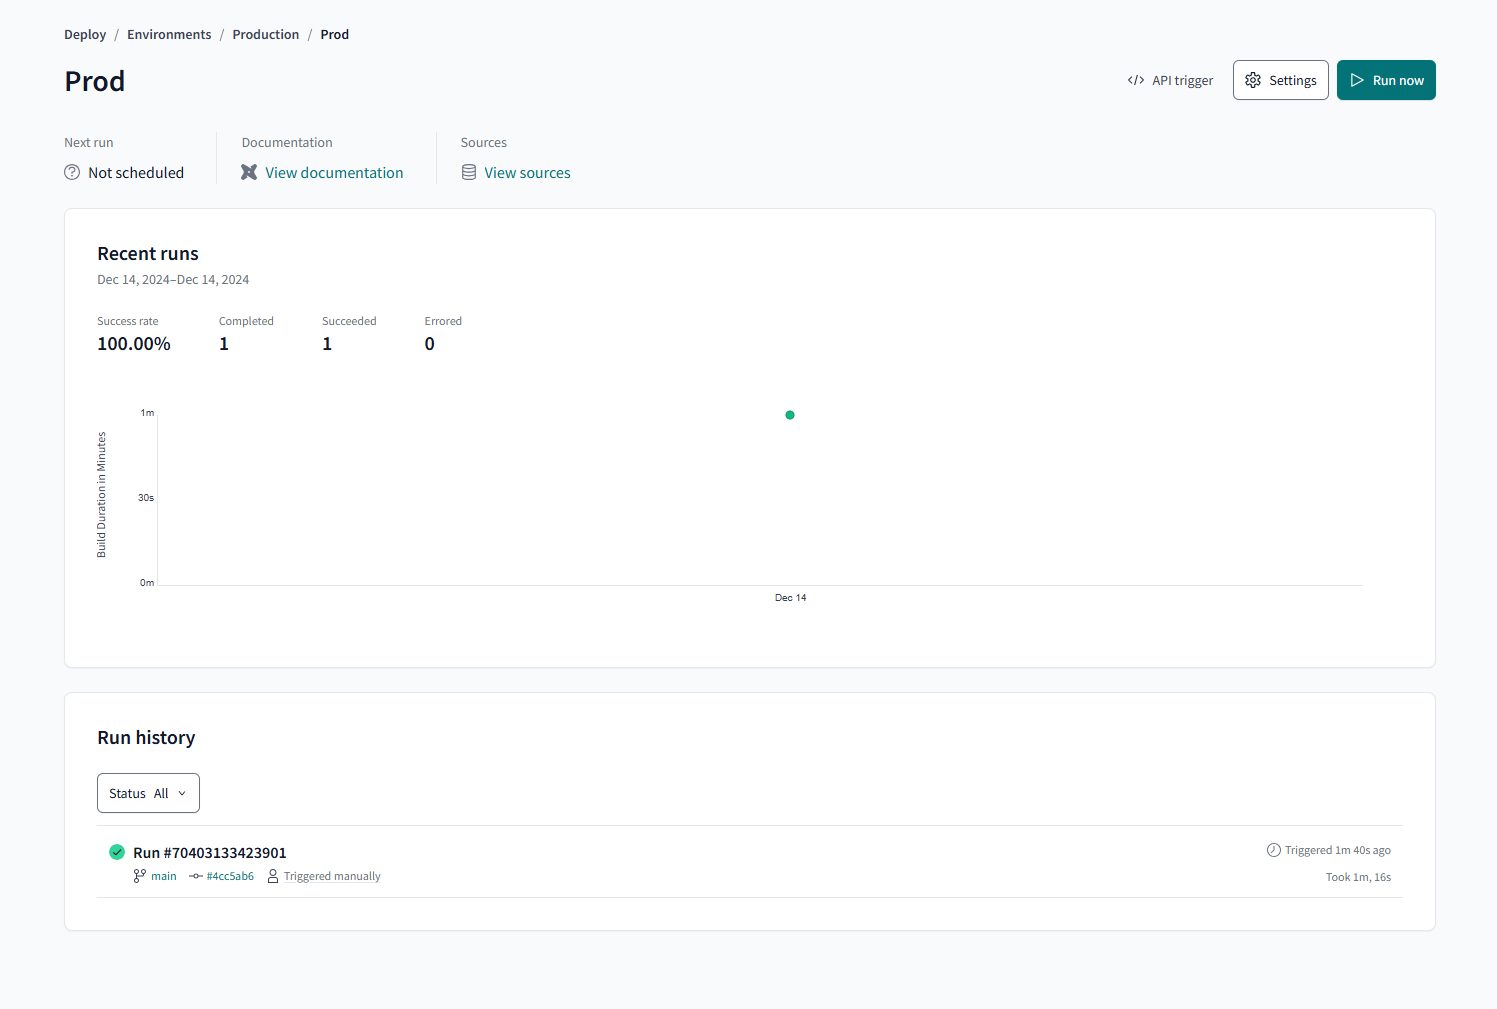 Deploy / Environments / Production / Prod
Prod
API trigger
Settings
Run now
Next run
Not scheduled
Documentation
View documentation
Sources
View sources
Recent runs
Dec 14, 2024–Dec 14, 2024
Success rate
100.00%
Completed
1
Succeeded
1
Errored
0
Build Duration in Minutes
1m
30s
0m
Dec 14
Run history
Status All
Run #70403133423901
Triggered 1m 40s ago
main #4cc5ab6 Triggered manually
Took 1m, 16s